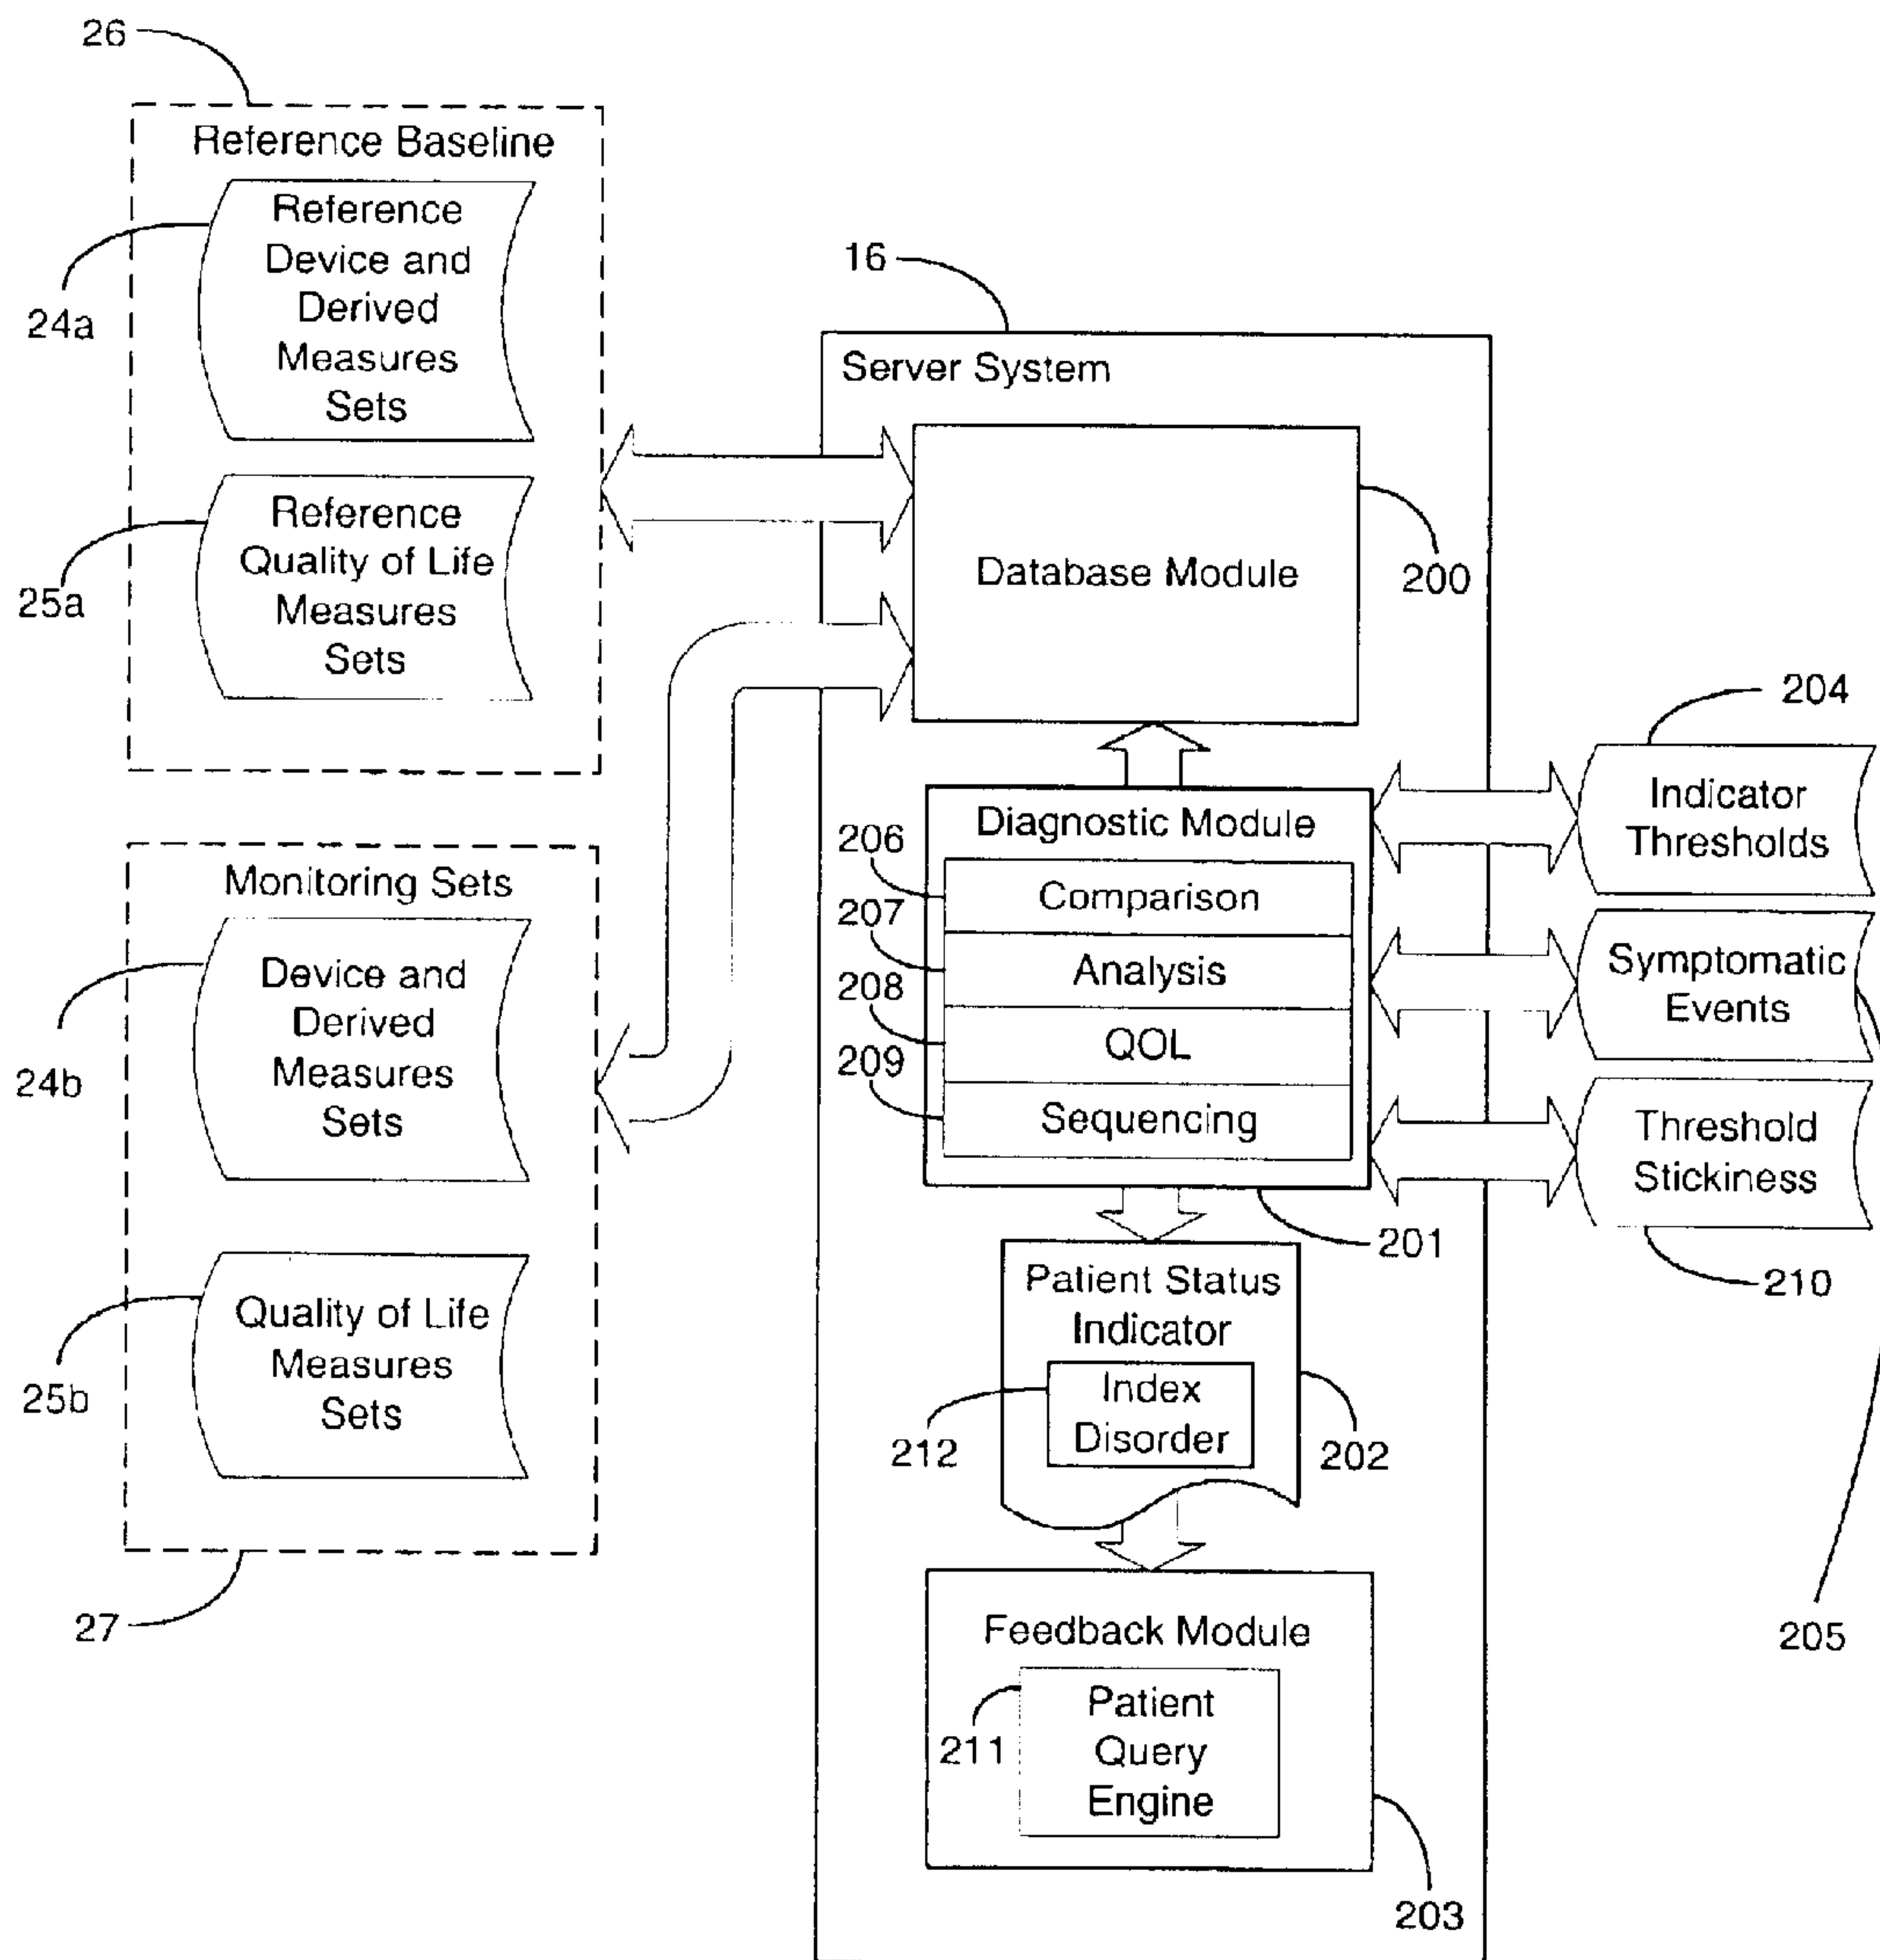 26
Reference Baseline
Reference
Device and
Derived
Measures
Sets
24a
Reference
Quality of Life
Measures
Sets
25a
16
Server System
Database Module
200
Monitoring Sets
Device and
Derived
Measures
Sets
24b
Quality of Life
Measures
Sets
25b
27
Diagnostic Module
206
Comparison
207
Analysis
208
QOL
209
Sequencing
201
204
Indicator
Thresholds
Symptomatic
Events
205
Threshold
Stickiness
210
Patient Status
Indicator
Index
Disorder
212
202
Feedback Module
Patient
Query
Engine
211
203